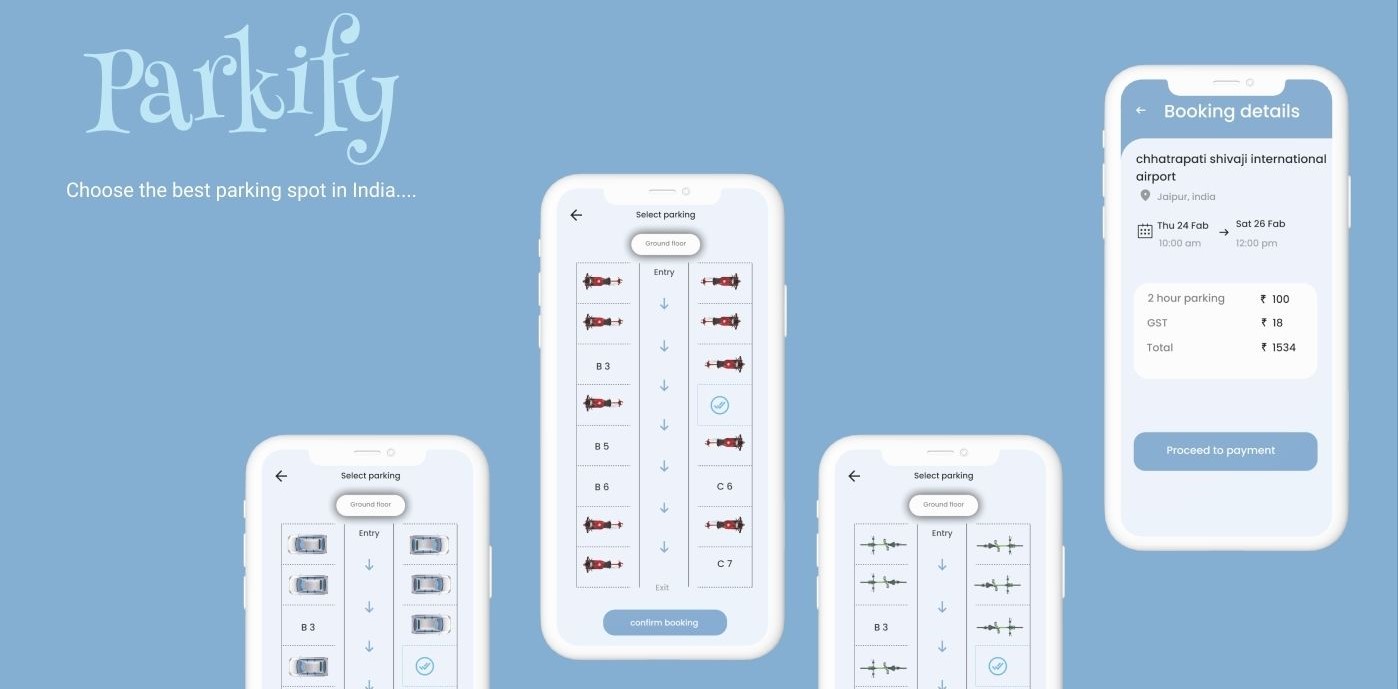 Parkify
Choose the best parking spot in India....
Select parking
Ground floor
Entry
B 3
B 5
B 6
C 6
C 7
Exit
confirm booking
Select parking
Ground floor
Entry
B 3
Select parking
Ground floor
Entry
B 3
Booking details
chhatrapati shivaji international
airport
Jaipur, india
Thu 24 Fab
Sat 26 Fab
10:00 am
12:00 pm
2 hour parking ₹ 100
GST ₹ 18
Total ₹ 1534
Proceed to payment